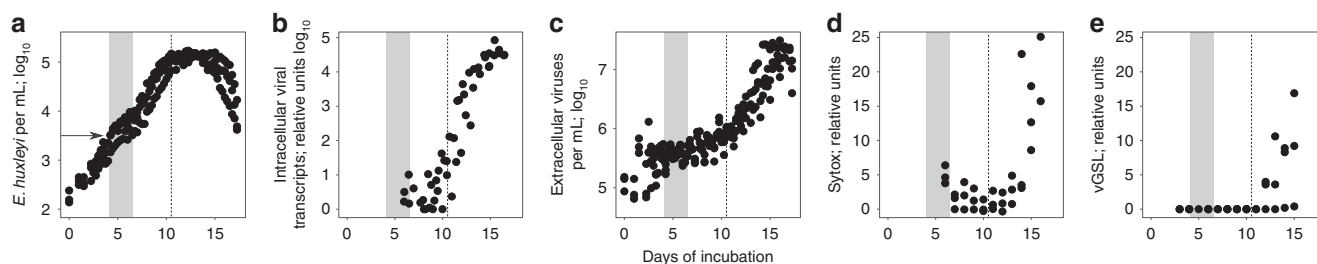 a
E. huxleyi per mL; log10
5
4
3
2
0 5 10 15
b
Intracellular viral
transcripts; relative units log10
5
4
3
2
1
0
0 5 10 15
c
Extracellular viruses
per mL; log10
7
6
5
0 5 10 15
Days of incubation
d
Sytox; relative units
25
20
15
10
5
0
0 5 10 15
e
vGSL; relative units
25
20
15
10
5
0
0 5 10 15